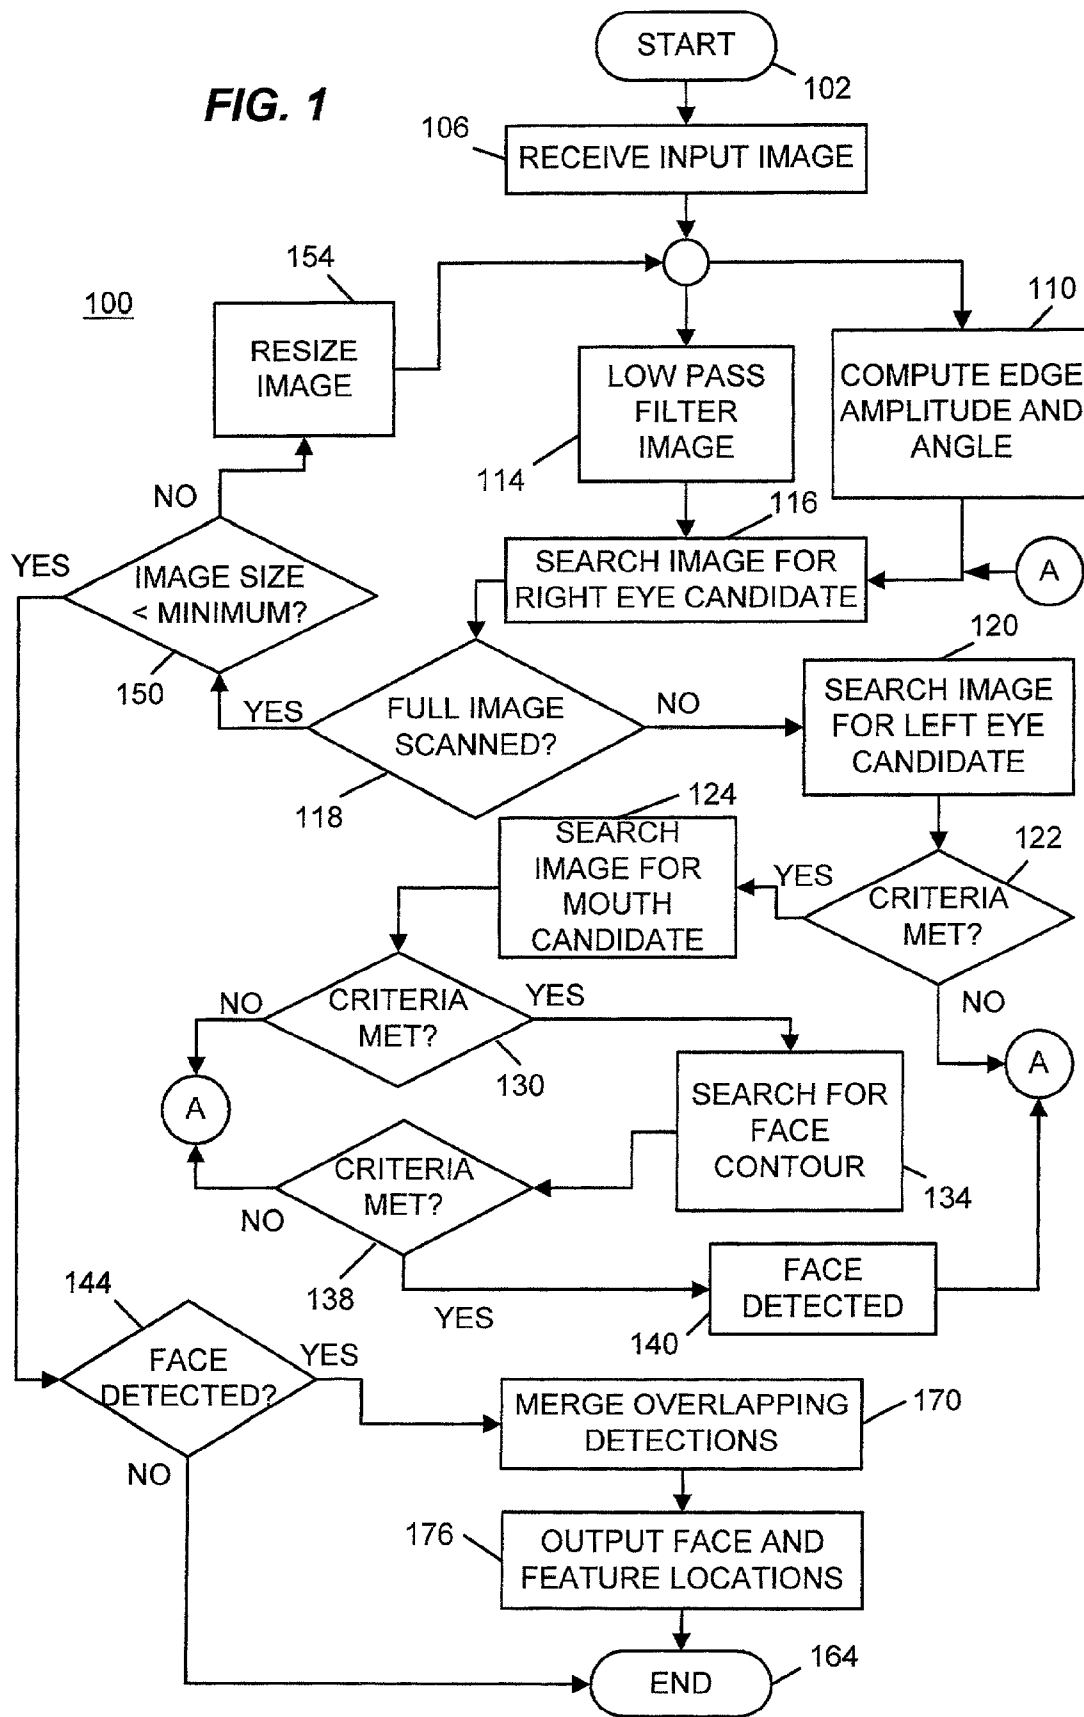 START
102
FIG. 1
106
RECEIVE INPUT IMAGE
154
100
110
RESIZE
IMAGE
LOW PASS
FILTER
IMAGE
COMPUTE EDGE
AMPLITUDE AND
ANGLE
114
NO
116
YES
IMAGE SIZE
< MINIMUM?
SEARCH IMAGE FOR
RIGHT EYE CANDIDATE
A
150
120
YES
FULL IMAGE
SCANNED?
NO
SEARCH IMAGE
FOR LEFT EYE
CANDIDATE
118
124
SEARCH
IMAGE FOR
MOUTH
CANDIDATE
122
YES
CRITERIA
MET?
NO
NO
CRITERIA
MET?
YES
130
A
A
SEARCH FOR
FACE
CONTOUR
CRITERIA
MET?
134
NO
138
YES
FACE
DETECTED
140
144
FACE
DETECTED?
YES
MERGE OVERLAPPING
DETECTIONS
170
NO
176
OUTPUT FACE AND
FEATURE LOCATIONS
END
164